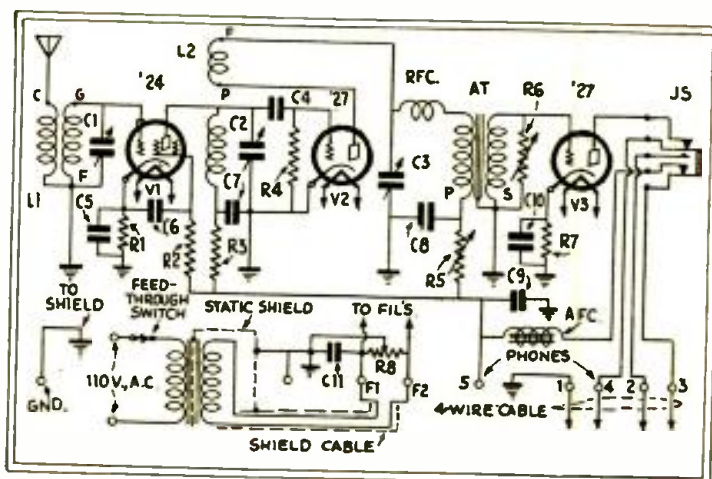 L2
F
C
G
'24
P
C4
'27
RFC.
AT
R6
'27
JS
C1
C2
C3
F
C7
R4
P
S
L1
V1
V2
V3
C5
C6
C8
C10
R1
R2
R3
R5
R7
C9
TO
SHIELD
FEED-
THROUGH
SWITCH
STATIC SHIELD
TO FIL'S
AFC
PHONES
110 V., A.C
C11
R8
F1
F2
5
1
4
2
3
GND.
4-WIRE CABLE
SHIELD CABLE